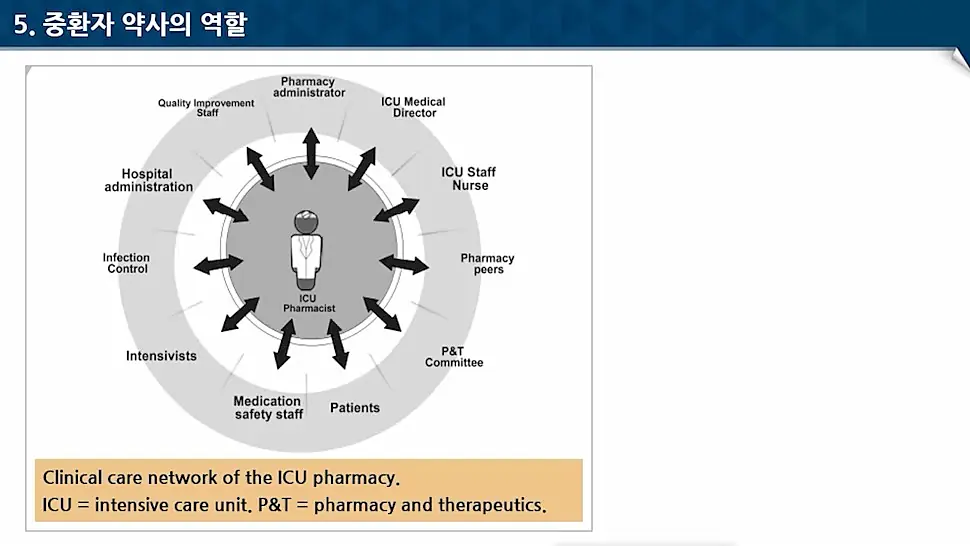 5. 중환자 약사의 역할
Pharmacy
administrator
Quality Improvement
Staff
ICU Medical
Director
Hospital
administration
ICU Staff
Nurse
Infection
Control
Pharmacy
peers
ICU
Pharmacist
Intensivists
P&T
Committee
Medication
safety staff
Patients
Clinical care network of the ICU pharmacy.
ICU = intensive care unit. P&T = pharmacy and therapeutics.